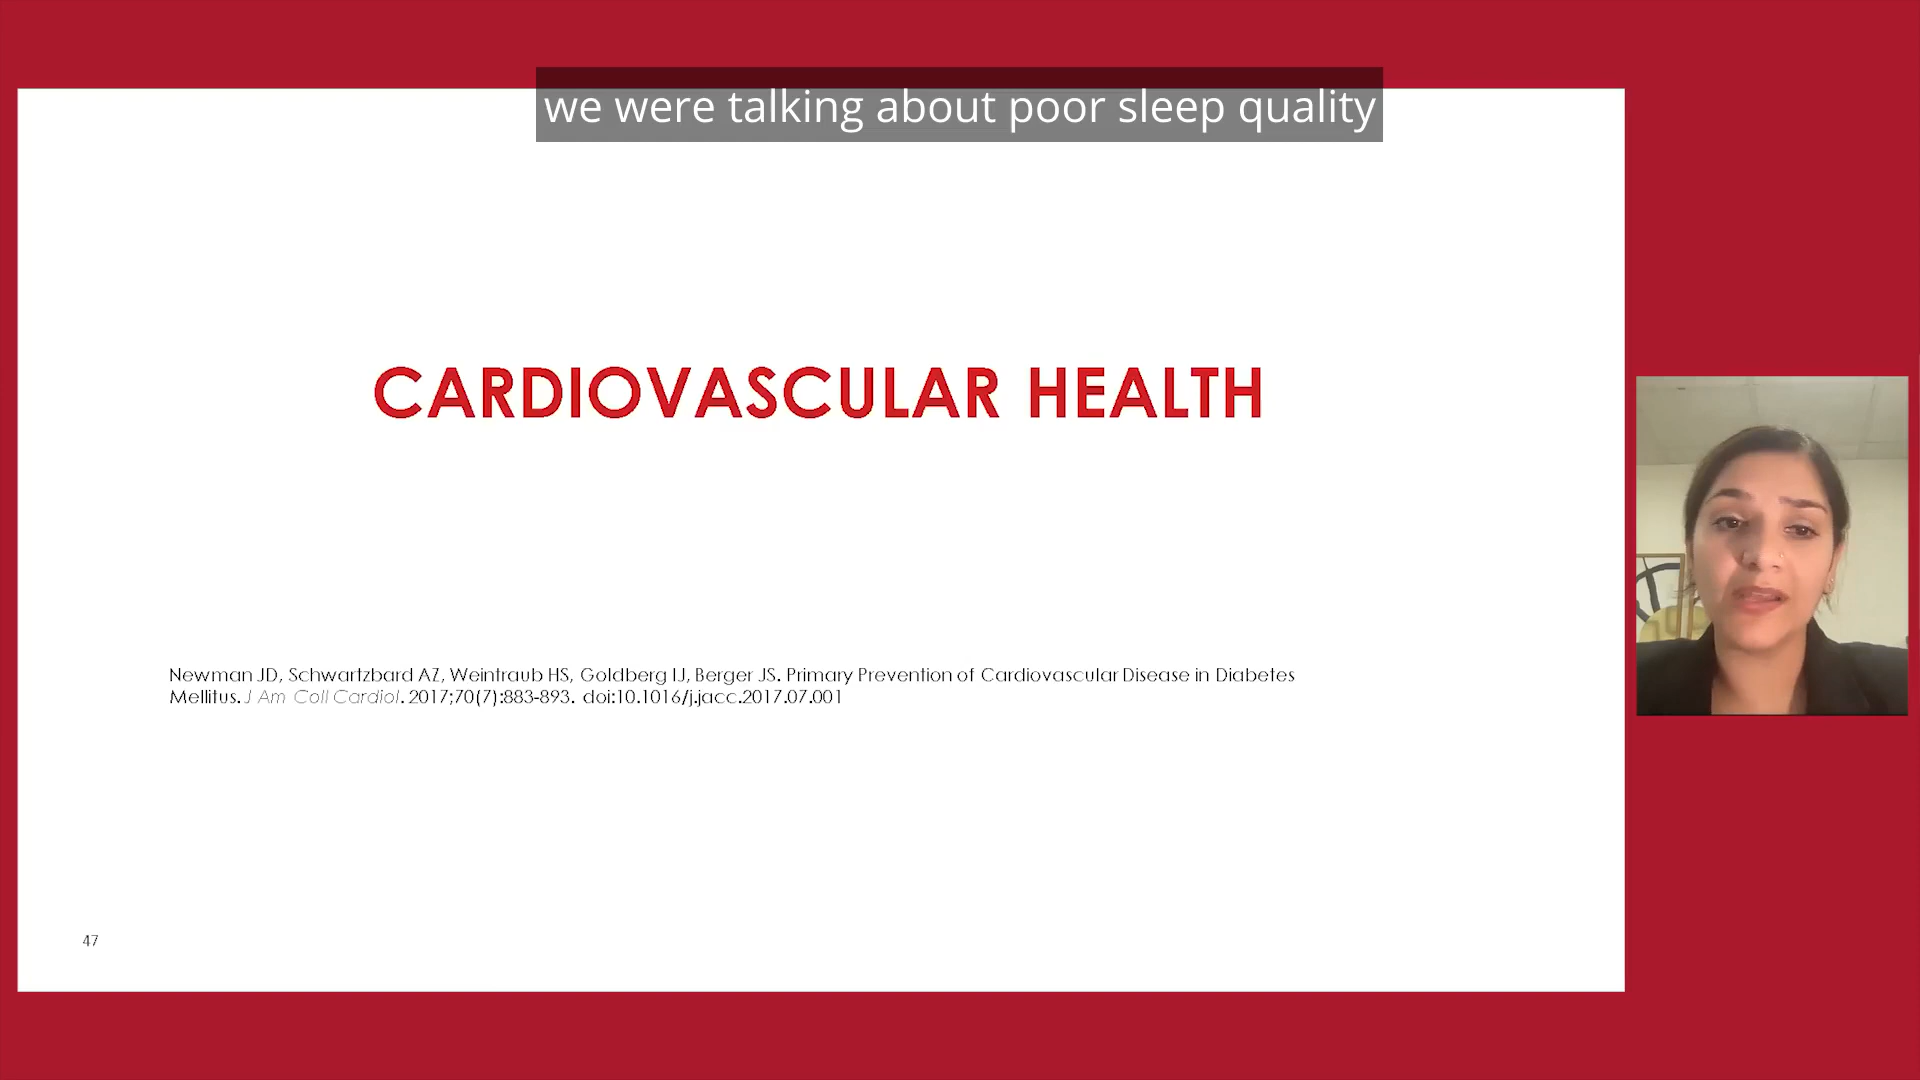 we were talking about poor sleep quality
CARDIOVASCULAR HEALTH
Newman JD, Schwartzbard AZ, Weintraub HS, Goldberg IJ, Berger JS. Primary Prevention of Cardiovascular Disease in Diabetes
Mellitus. J Am Coll Cardiol. 2017;70(7):883-893. doi:10.1016/j.jacc.2017.07.001
47